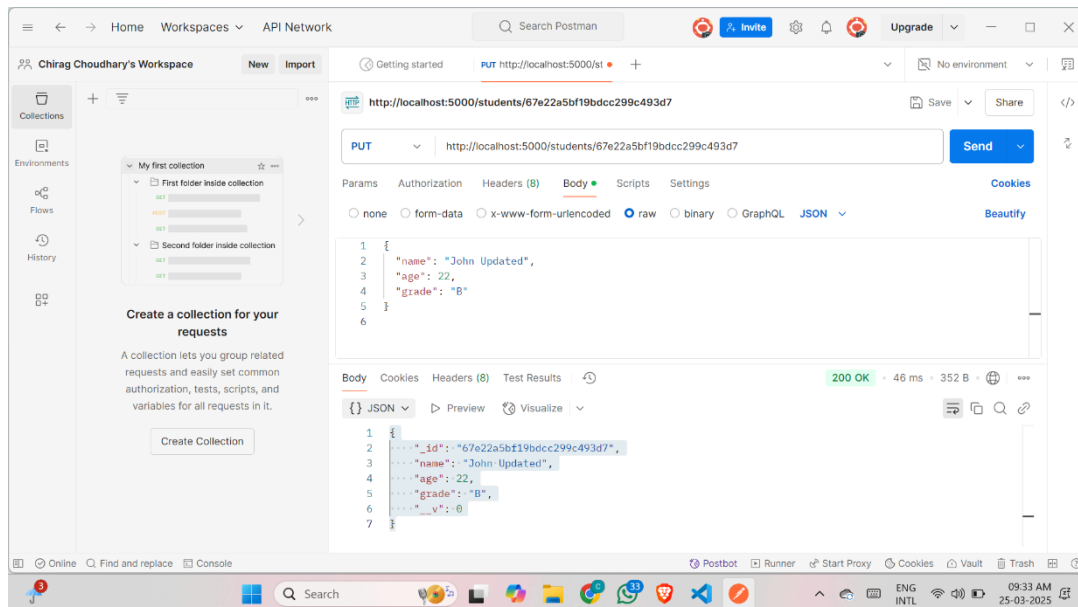 Home Workspaces API Network Search Postman Invite Upgrade
Chirag Choudhary's Workspace New Import Getting started PUT http://localhost:5000/st No environment
Collections
Environments
Flows
History
My first collection
First folder inside collection
GET
POST
GET
Second folder inside collection
GET
GET
Create a collection for your
requests
A collection lets you group related
requests and easily set common
authorization, tests, scripts, and
variables for all requests in it.
Create Collection
HTTP http://localhost:5000/students/67e22a5bf19bdcc299c493d7 Save Share
PUT http://localhost:5000/students/67e22a5bf19bdcc299c493d7 Send
Params Authorization Headers (8) Body Scripts Settings Cookies
none form-data x-www-form-urlencoded raw binary GraphQL JSON Beautify
1 {
2 "name": "John Updated",
3 "age": 22,
4 "grade": "B"
5 }
6
Body Cookies Headers (8) Test Results 200 OK 46 ms 352 B
{} JSON Preview Visualize
1 {
2 "_id": "67e22a5bf19bdcc299c493d7",
3 "name": "John Updated",
4 "age": 22,
5 "grade": "B",
6 "__v": 0
7 }
Online Find and replace Console Postbot Runner Start Proxy Cookies Vault Trash
3 Search 33 ENG 09:33 AM
INTL 25-03-2025